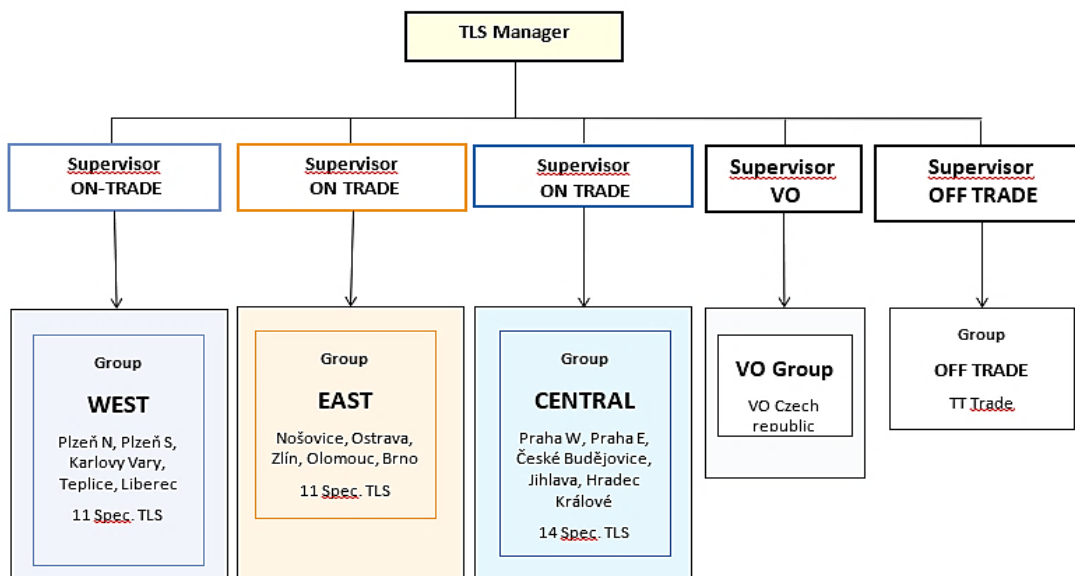 TLS Manager
Supervisor
ON-TRADE
Supervisor
ON TRADE
Supervisor
ON TRADE
Supervisor
VO
Supervisor
OFF TRADE
Group
WEST
Plzeň N, Plzeň S,
Karlovy Vary,
Teplice, Liberec
11 Spec. TLS
Group
EAST
Nošovice, Ostrava,
Zlín, Olomouc, Brno
11 Spec. TLS
Group
CENTRAL
Praha W, Praha E,
České Budějovice,
Jihlava, Hradec
Králové
14 Spec. TLS
VO Group
VO Czech
republic
Group
OFF TRADE
TT Trade